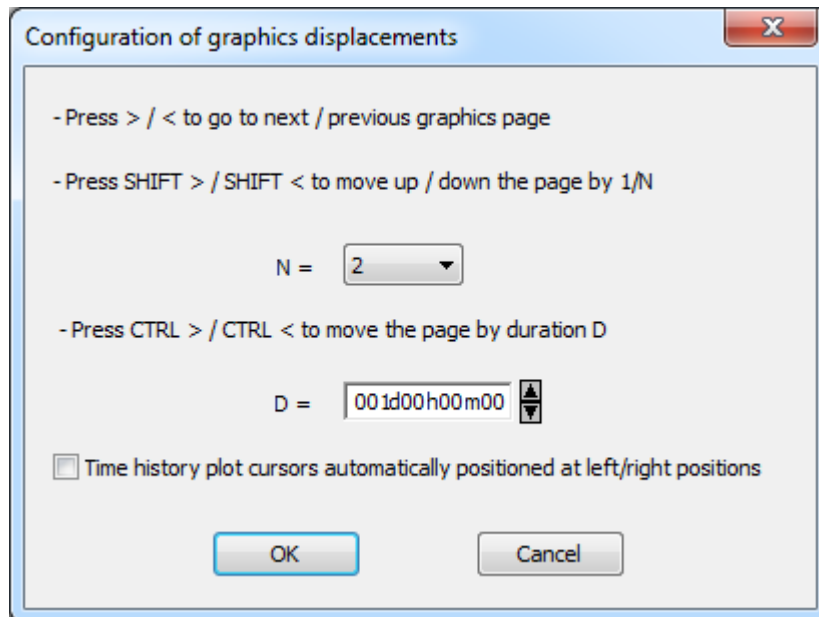 Configuration of graphics displacements
- Press > / < to go to next / previous graphics page
- Press SHIFT > / SHIFT < to move up / down the page by 1/N
N = 2
- Press CTRL > / CTRL < to move the page by duration D
D = 001d00h00m00
Time history plot cursors automatically positioned at left/right positions
OK Cancel